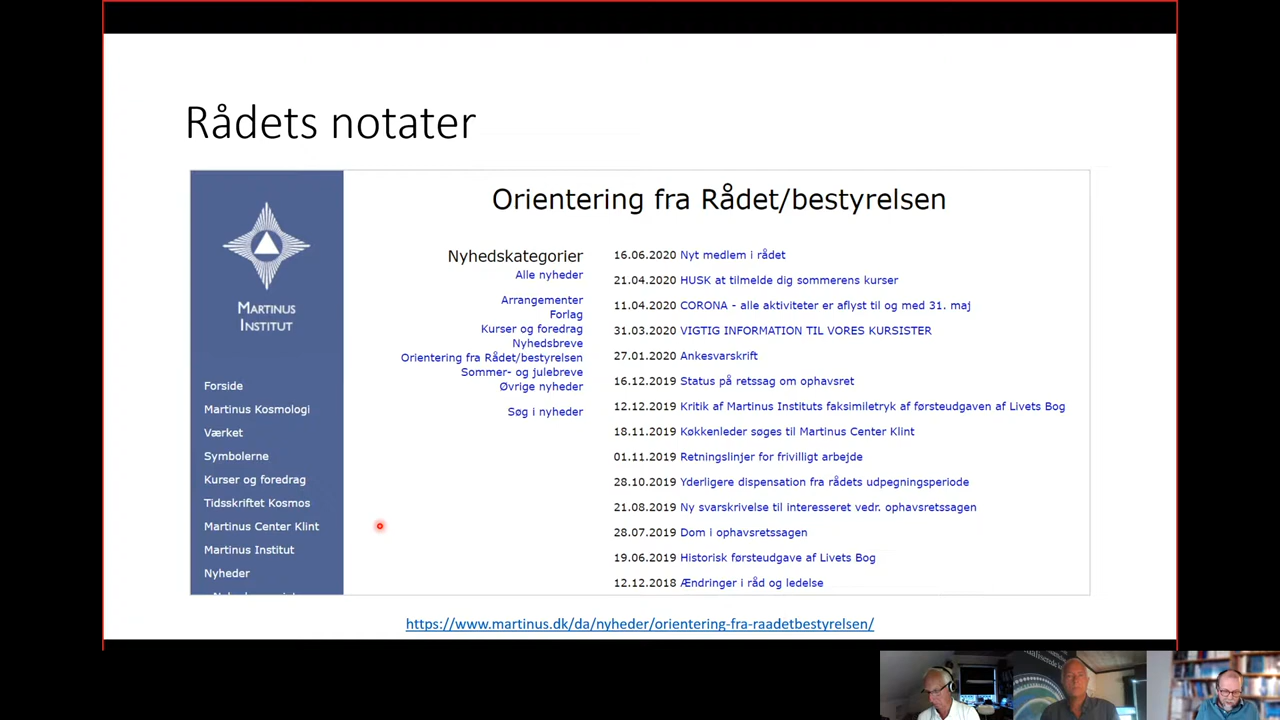 Rådets notater
MARTINUS
INSTITUT
Forside
Martinus Kosmologi
Værket
Symbolerne
Kurser og foredrag
Tidsskriftet Kosmos
Martinus Center Klint
Martinus Institut
Nyheder
Orientering fra Rådet/bestyrelsen
Nyhedskategorier
Alle nyheder
Arrangementer
Forlag
Kurser og foredrag
Nyhedsbreve
Orientering fra Rådet/bestyrelsen
Sommer- og julebreve
Øvrige nyheder
Søg i nyheder
16.06.2020 Nyt medlem i rådet
21.04.2020 HUSK at tilmelde dig sommerens kurser
11.04.2020 CORONA - alle aktiviteter er aflyst til og med 31. maj
31.03.2020 VIGTIG INFORMATION TIL VORES KURSISTER
27.01.2020 Ankesvarskrift
16.12.2019 Status på retssag om ophavsret
12.12.2019 Kritik af Martinus Instituts faksimiletryk af førsteudgaven af Livets Bog
18.11.2019 Køkkenleder søges til Martinus Center Klint
01.11.2019 Retningslinjer for frivilligt arbejde
28.10.2019 Yderligere dispensation fra rådets udpegningsperiode
21.08.2019 Ny svarskrivelse til interesseret vedr. ophavsretssagen
28.07.2019 Dom i ophavsretssagen
19.06.2019 Historisk førsteudgave af Livets Bog
12.12.2018 Ændringer i råd og ledelse
https://www.martinus.dk/da/nyheder/orientering-fra-raadetbestyrelsen/